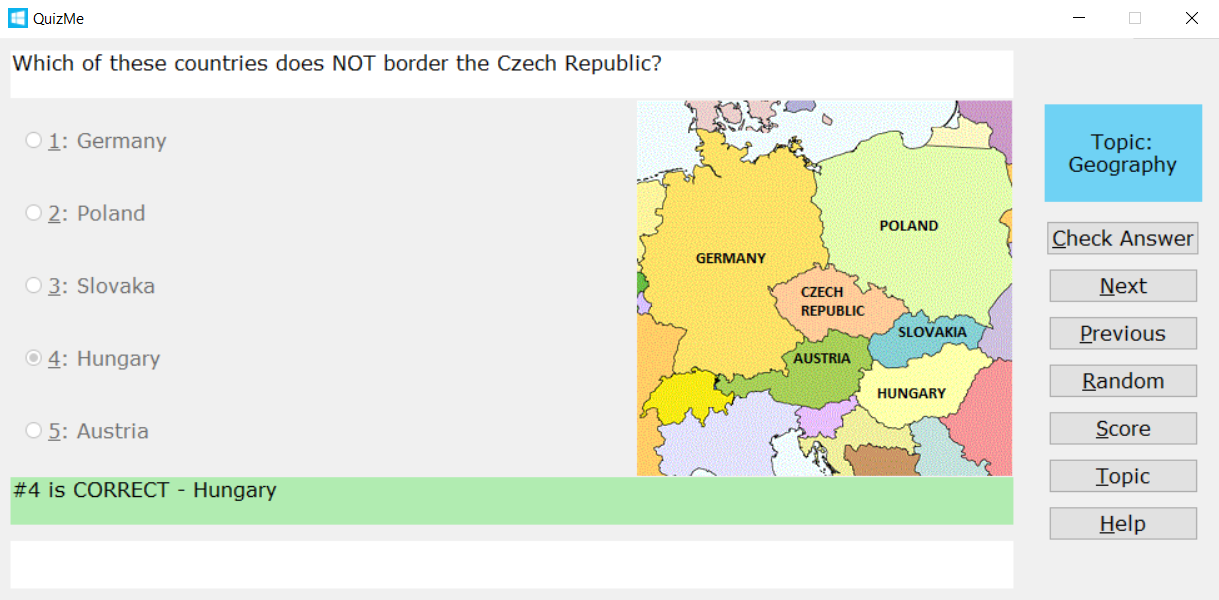 QuizMe
Which of these countries does NOT border the Czech Republic?
1: Germany
2: Poland
3: Slovaka
4: Hungary
5: Austria
GERMANY
POLAND
CZECH
REPUBLIC
SLOVAKIA
AUSTRIA
HUNGARY
#4 is CORRECT - Hungary
Topic:
Geography
Check Answer
Next
Previous
Random
Score
Topic
Help